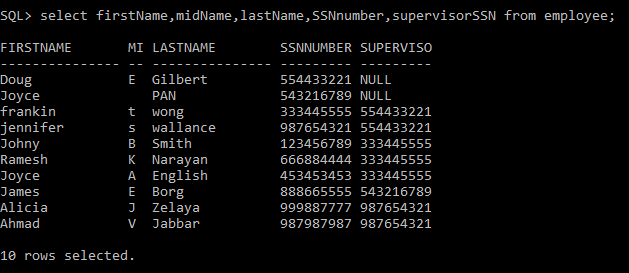 SQL> select firstName,midName,lastName,SSNnumber,supervisorSSN from employee;
FIRSTNAME       MI LASTNAME        SSNNUMBER SUPERVISO
--------------- -- --------------- --------- ---------
Doug            E  Gilbert         554433221 NULL
Joyce              PAN             543216789 NULL
frankin         t  wong            333445555 554433221
jennifer        s  wallance        987654321 554433221
Johny           B  Smith           123456789 333445555
Ramesh          K  Narayan         666884444 333445555
Joyce           A  English         453453453 333445555
James           E  Borg            888665555 543216789
Alicia          J  Zelaya          999887777 987654321
Ahmad           V  Jabbar          987987987 987654321
10 rows selected.